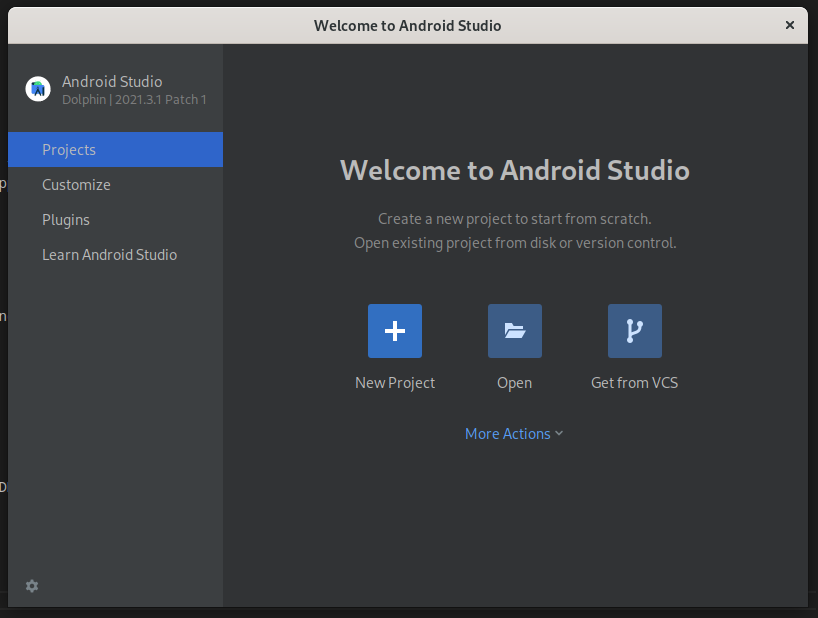 Welcome to Android Studio
Android Studio
Dolphin | 2021.3.1 Patch 1
Projects
Customize
Plugins
Learn Android Studio
Welcome to Android Studio
Create a new project to start from scratch.
Open existing project from disk or version control.
New Project
Open
Get from VCS
More Actions